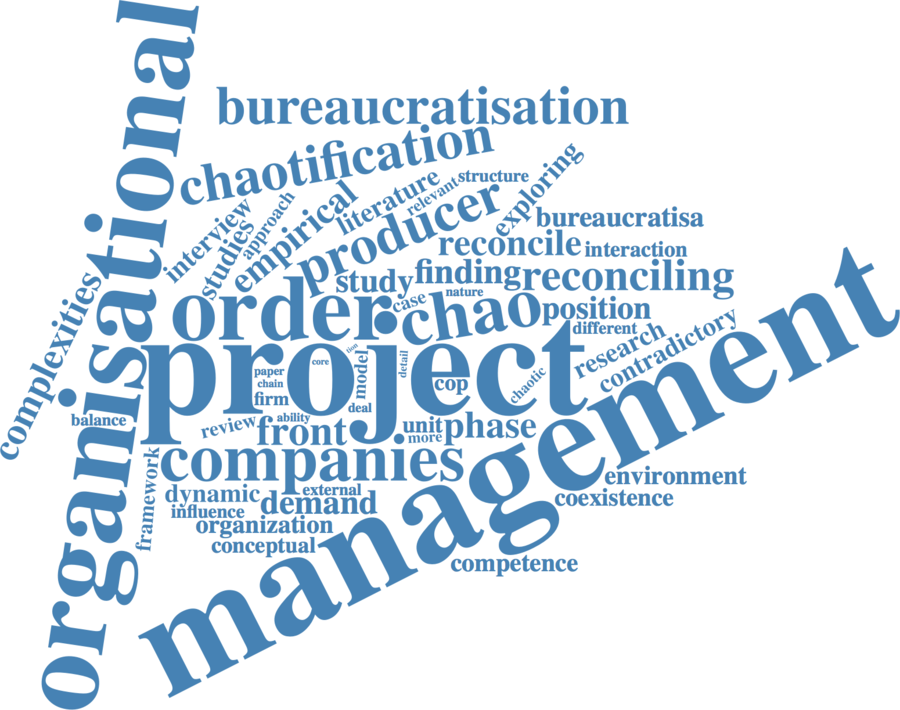 organisational
bureaucratisation
chaotification
interview
studies
approach
empirical
literature
relevant
structure
exploring
producer
bureaucratisa
reconcile
interaction
complexities
study
finding
reconciling
order
case
nature
chao
position
different
research
contradictory
project
paper
chain
firm
core
tion
model
deal
detail
cop
chaotic
management
balance
review
ability
front
unit
more
phase
companies
framework
dynamic
external
influence
demand
organization
conceptual
environment
coexistence
competence